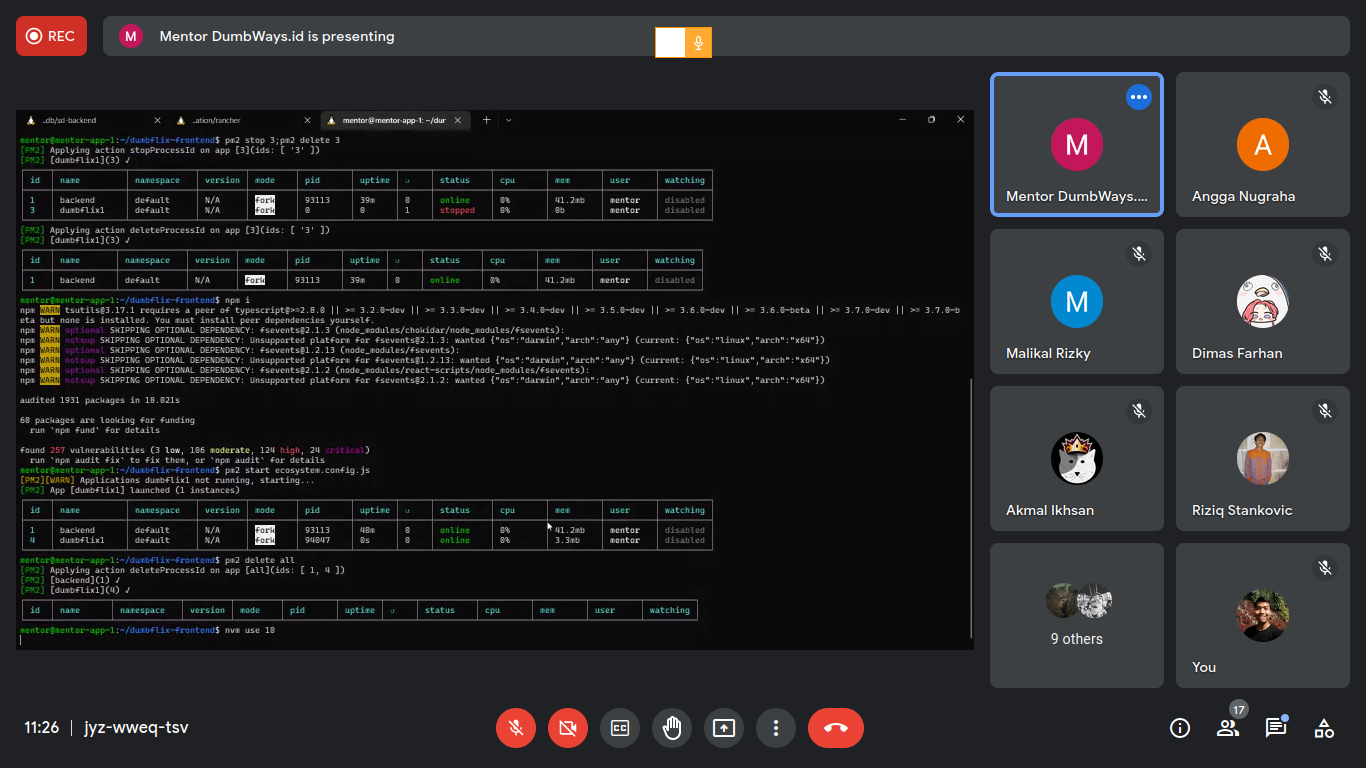 REC
M
Mentor DumbWays.id is presenting
..db/sci-backend
..ation/rancher
mentor@mentor-app-1: ~/dur
mentor@mentor-app-1:~/dumbflix-frontend$ pm2 stop 3;pm2 delete 3
[PM2] Applying action stopProcessId on app [3](ids: [ '3' ])
[PM2] [dumbflix1](3) ✓
id name namespace version mode pid uptime ↺ status cpu mem user watching
1 backend default N/A fork 93113 39m 0 online 0% 41.2mb mentor disabled
3 dumbflix1 default N/A fork 0 0 1 stopped 0% 0b mentor disabled
[PM2] Applying action deleteProcessId on app [3](ids: [ '3' ])
[PM2] [dumbflix1](3) ✓
id name namespace version mode pid uptime ↺ status cpu mem user watching
1 backend default N/A fork 93113 39m 0 online 0% 41.2mb mentor disabled
mentor@mentor-app-1:~/dumbflix-frontend$ npm i
npm WARN tsutils@3.17.1 requires a peer of typescript@>=2.8.0 || >= 3.2.0-dev || >= 3.3.0-dev || >= 3.4.0-dev || >= 3.5.0-dev || >= 3.6.0-dev || >= 3.6.0-beta || >= 3.7.0-dev || >= 3.7.0-b
eta but none is installed. You must install peer dependencies yourself.
npm WARN optional SKIPPING OPTIONAL DEPENDENCY: fsevents@2.1.3 (node_modules/chokidar/node_modules/fsevents):
npm WARN notsup SKIPPING OPTIONAL DEPENDENCY: Unsupported platform for fsevents@2.1.3: wanted {"os":"darwin","arch":"any"} (current: {"os":"linux","arch":"x64"})
npm WARN optional SKIPPING OPTIONAL DEPENDENCY: fsevents@1.2.13 (node_modules/fsevents):
npm WARN notsup SKIPPING OPTIONAL DEPENDENCY: Unsupported platform for fsevents@1.2.13: wanted {"os":"darwin","arch":"any"} (current: {"os":"linux","arch":"x64"})
npm WARN optional SKIPPING OPTIONAL DEPENDENCY: fsevents@2.1.2 (node_modules/react-scripts/node_modules/fsevents):
npm WARN notsup SKIPPING OPTIONAL DEPENDENCY: Unsupported platform for fsevents@2.1.2: wanted {"os":"darwin","arch":"any"} (current: {"os":"linux","arch":"x64"})
audited 1931 packages in 18.021s
60 packages are looking for funding
run `npm fund` for details
found 257 vulnerabilities (3 low, 106 moderate, 124 high, 24 critical)
run `npm audit fix` to fix them, or `npm audit` for details
mentor@mentor-app-1:~/dumbflix-frontend$ pm2 start ecosystem.config.js
[PM2][WARN] Applications dumbflix1 not running, starting...
[PM2] App [dumbflix1] launched (1 instances)
id name namespace version mode pid uptime ↺ status cpu mem user watching
1 backend default N/A fork 93113 40m 0 online 0% 41.2mb mentor disabled
4 dumbflix1 default N/A fork 94047 0s 0 online 0% 3.3mb mentor disabled
mentor@mentor-app-1:~/dumbflix-frontend$ pm2 delete all
[PM2] Applying action deleteProcessId on app [all](ids: [ 1, 4 ])
[PM2] [backend](1) ✓
[PM2] [dumbflix1](4) ✓
id name namespace version mode pid uptime ↺ status cpu mem user watching
mentor@mentor-app-1:~/dumbflix-frontend$ nvm use 10
M
Mentor DumbWays....
A
Angga Nugraha
M
Malikal Rizky
Dimas Farhan
Akmal Ikhsan
Riziq Stankovic
9 others
You
11:26 | jyz-wweq-tsv
CC
17